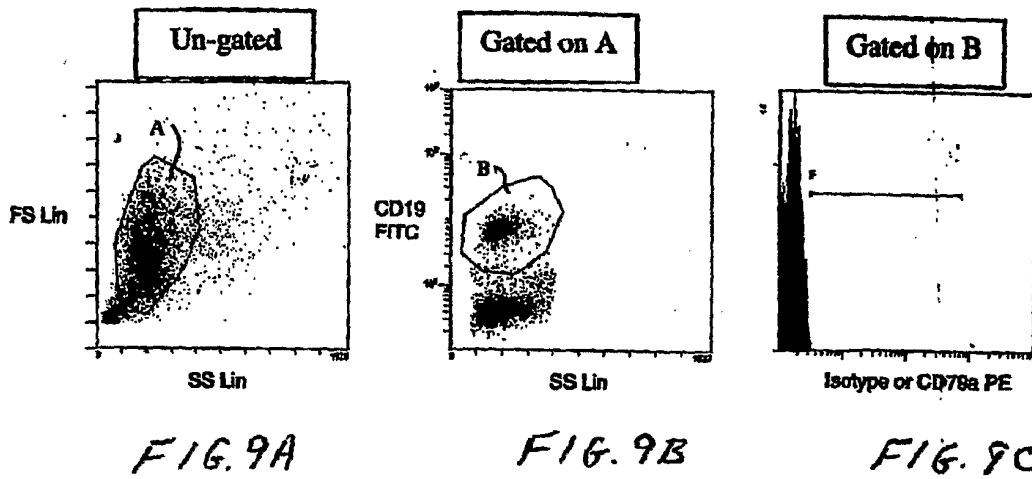 Un-gated
Gated on A
Gated on B
A
FS Lin
SS Lin
B
CD19
FITC
SS Lin
F
Isotype or CD79a PE
FIG. 9A
FIG. 9B
FIG. 9C